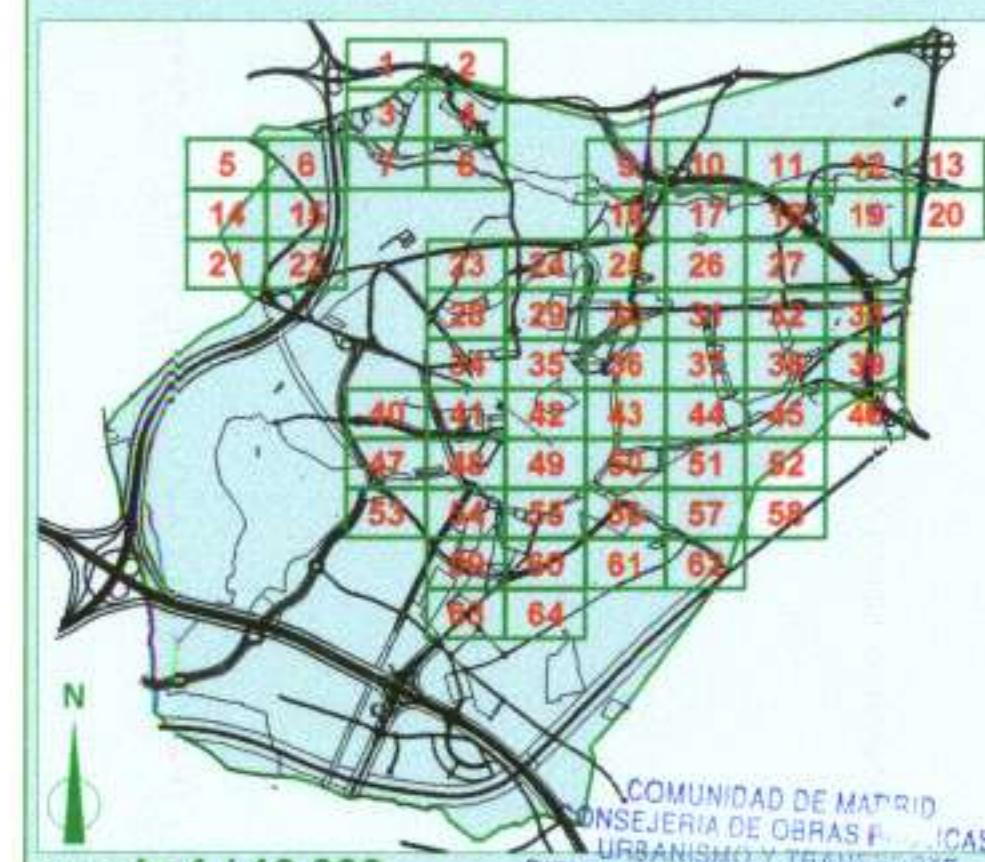 1 2
3 4
5 6 7 8 9 10 11 12 13
14 15 16 17 18 19 20
21 22 23 24 25 26 27
28 29 30 31 32 33
34 35 36 37 38 39
40 41 42 43 44 45 46
47 48 49 50 51 52
53 54 55 56 57 58
59 60 61 62
63 64
N
COMUNIDAD DE MADRID
CONSEJERIA DE OBRAS
URBANISMO Y